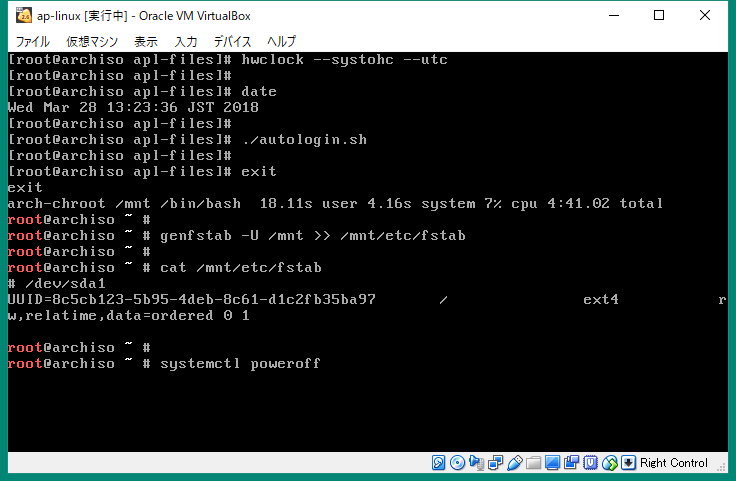 ap-linux [実行中] - Oracle VM VirtualBox
ファイル 仮想マシン 表示 入力 デバイス ヘルプ
[root@archiso apl-files]# hwclock --systohc --utc
[root@archiso apl-files]#
[root@archiso apl-files]# date
Wed Mar 28 13:23:36 JST 2018
[root@archiso apl-files]#
[root@archiso apl-files]# ./autologin.sh
[root@archiso apl-files]#
[root@archiso apl-files]# exit
exit
arch-chroot /mnt /bin/bash  18.11s user 4.16s system 7% cpu 4:41.02 total
root@archiso ~ #
root@archiso ~ # genfstab -U /mnt >> /mnt/etc/fstab
root@archiso ~ #
root@archiso ~ # cat /mnt/etc/fstab
# /dev/sda1
UUID=8c5cb123-5b95-4deb-8c61-d1c2fb35ba97 / ext4 r
w,relatime,data=ordered 0 1
root@archiso ~ #
root@archiso ~ # systemctl poweroff
Right Control